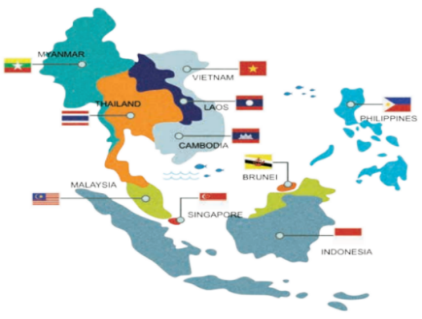 MYANMAR
VIETNAM
THAILAND
LAOS
PHILIPPINES
CAMBODIA
BRUNEI
MALAYSIA
SINGAPORE
INDONESIA